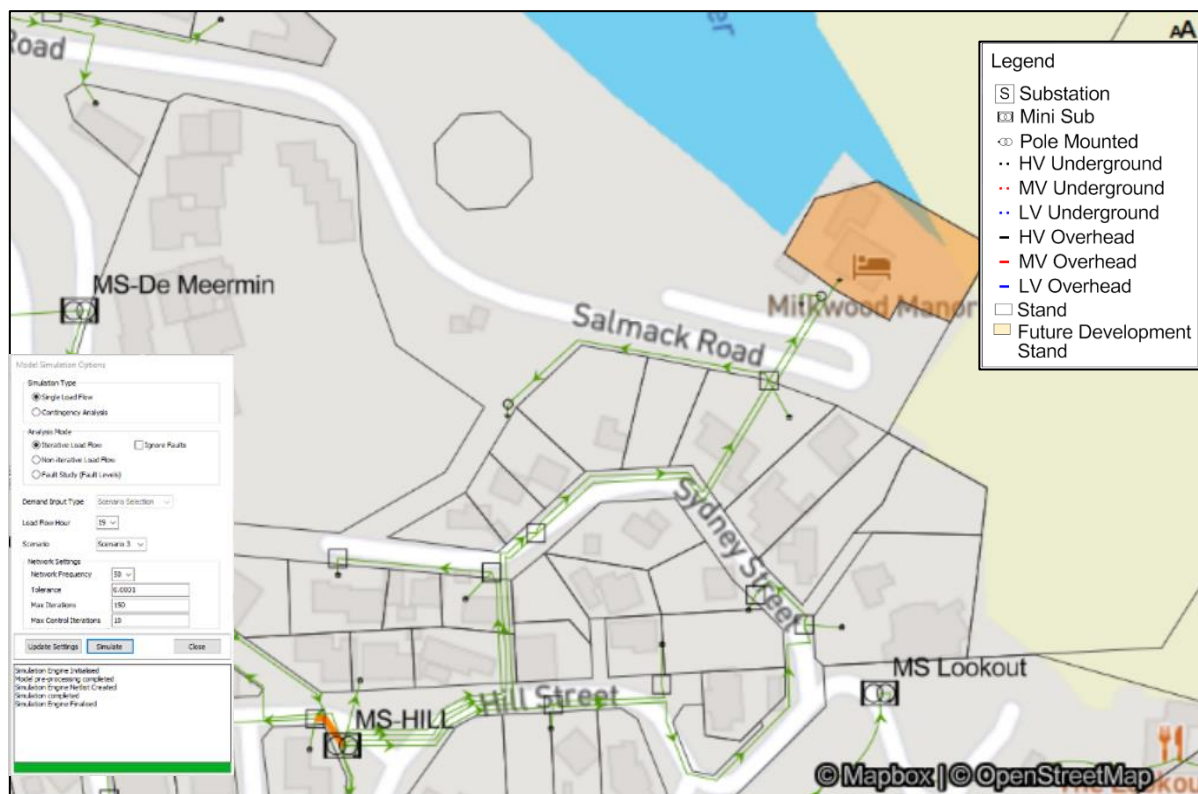 Road
er
AA
Legend
S Substation
Mini Sub
Pole Mounted
HV Underground
MV Underground
LV Underground
HV Overhead
MV Overhead
LV Overhead
Stand
Future Development
Stand
MS-De Meermin
Milkwood Manor
Salmack Road
Model Simulation Options
Simulation Type
Single Load Flow
Contingency Analysis
Analysis Mode
Iterative Load Flow Ignore Faults
Non-iterative Load Flow
Fault Study (Fault Levels)
Demand Input Type Scenario Selection
Load Flow Hour 19
Scenario Scenario 3
Network Settings
Network Frequency 50
Tolerance 0.0001
Max Iterations 150
Max Control Iterations 10
Update Settings Simulate Close
Simulation Engine Initialised
Model pre-processing completed
Simulation Engine Netlist Created
Simulation completed
Simulation Engine Finalised
Sydney Street
MS Lookout
Hill Street
MS-HILL
© Mapbox | © OpenStreetMap
The Lookout